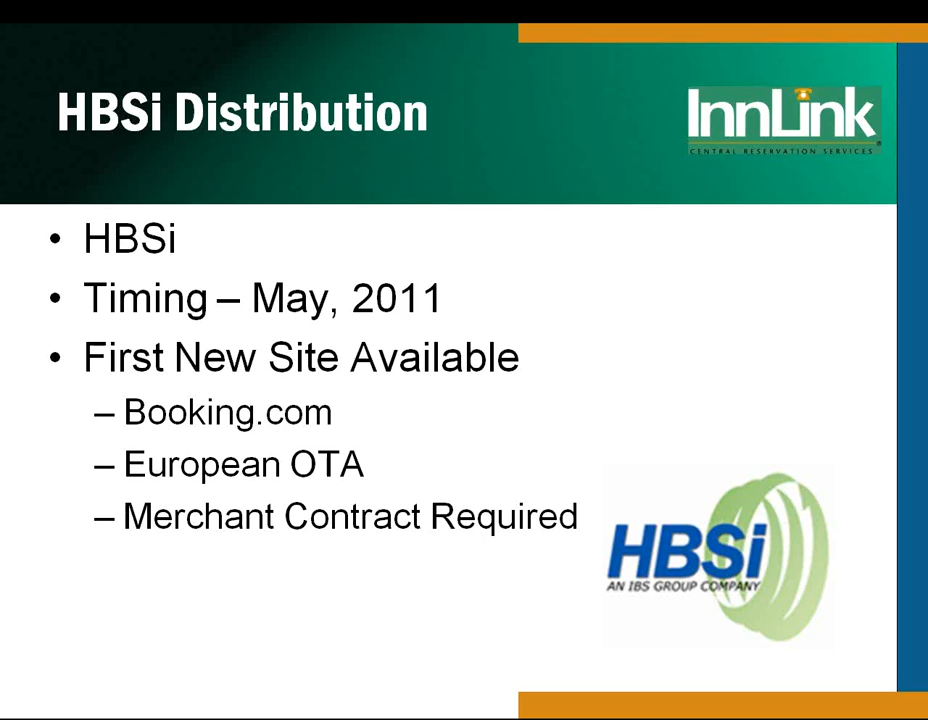 HBSi Distribution
InnLink
CENTRAL RESERVATION SERVICES
• HBSi
• Timing – May, 2011
• First New Site Available
– Booking.com
– European OTA
– Merchant Contract Required
HBSi
AN IBS GROUP COMPANY